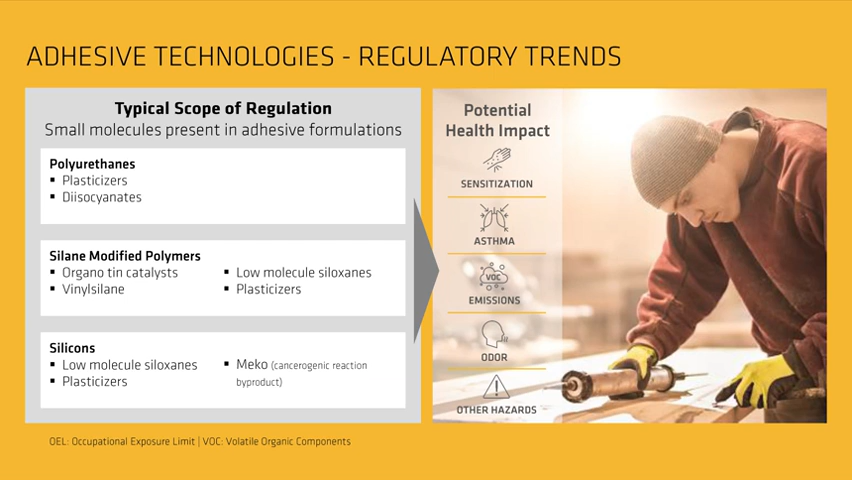 ADHESIVE TECHNOLOGIES - REGULATORY TRENDS
Typical Scope of Regulation
Small molecules present in adhesive formulations
Polyurethanes
▪ Plasticizers
▪ Diisocyanates
Silane Modified Polymers
▪ Organo tin catalysts
▪ Vinylsilane
▪ Low molecule siloxanes
▪ Plasticizers
Silicons
▪ Low molecule siloxanes
▪ Plasticizers
▪ Meko (cancerogenic reaction
byproduct)
Potential
Health Impact
SENSITIZATION
ASTHMA
VOC
EMISSIONS
ODOR
OTHER HAZARDS
OEL: Occupational Exposure Limit | VOC: Volatile Organic Components